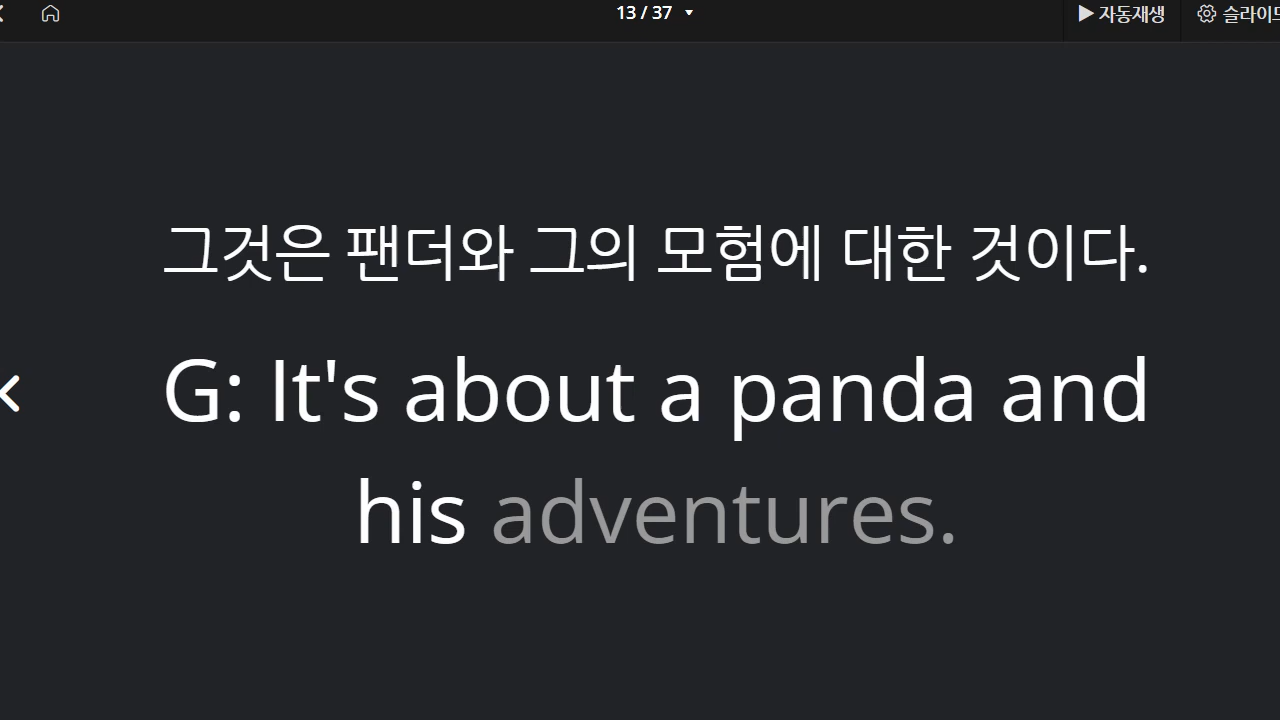 13 / 37
▶ 자동재생
그것은 팬더와 그의 모험에 대한 것이다.
G: It's about a panda and
his adventures.